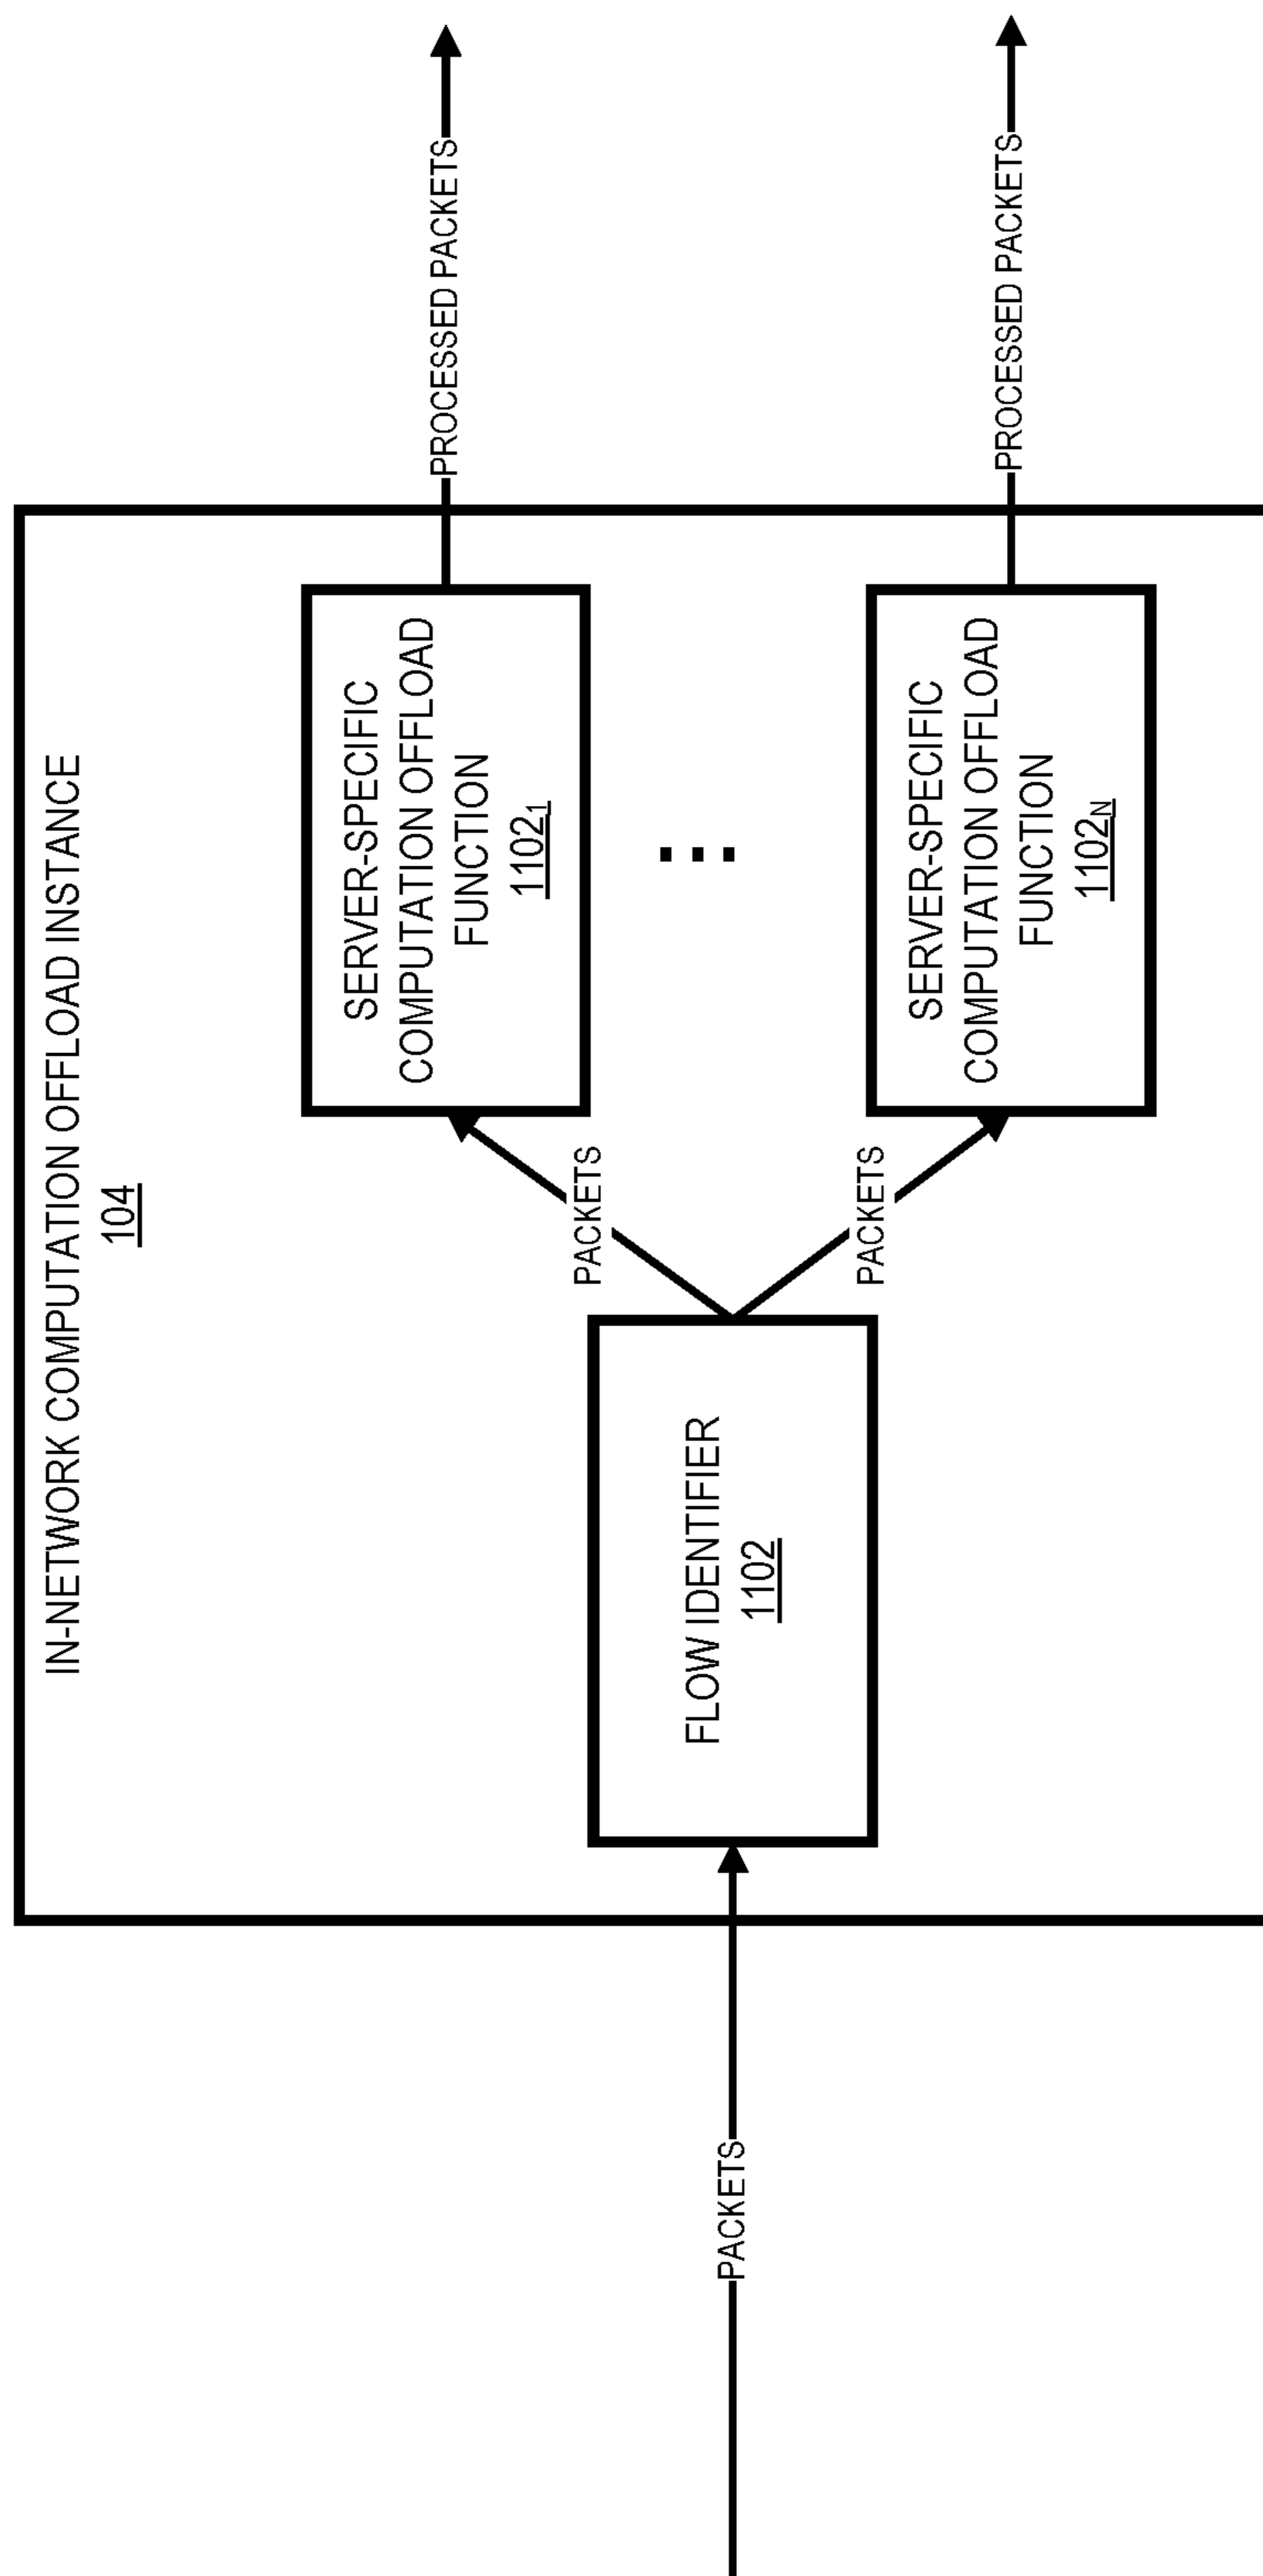 IN-NETWORK COMPUTATION OFFLOAD INSTANCE
104
PACKETS
FLOW IDENTIFIER
1102
PACKETS
PACKETS
SERVER-SPECIFIC
COMPUTATION OFFLOAD
FUNCTION
1102₁
...
SERVER-SPECIFIC
COMPUTATION OFFLOAD
FUNCTION
1102N
PROCESSED PACKETS
PROCESSED PACKETS